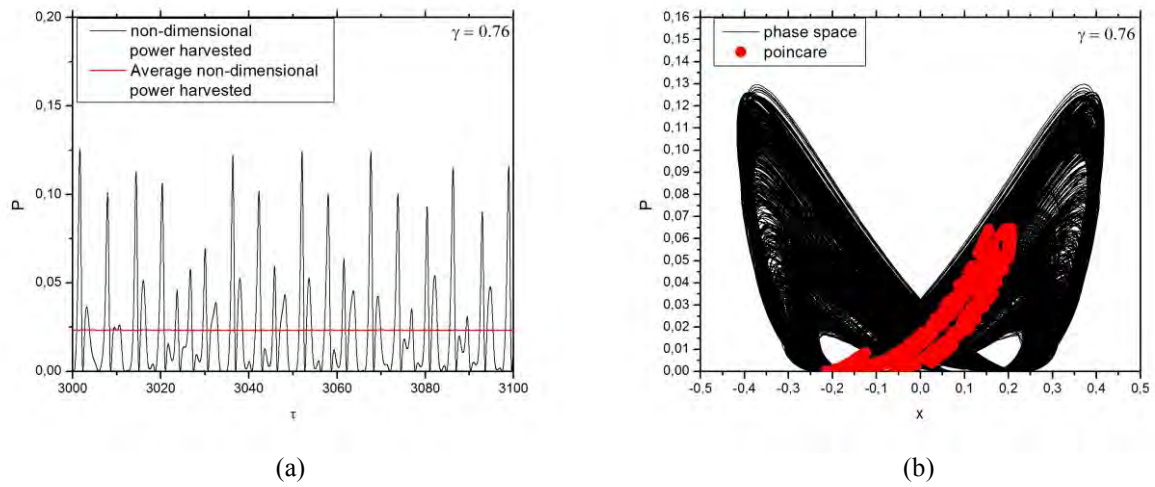 0,20
0,15
0,10
0,05
0,00
P
non-dimensional
power harvested
Average non-dimensional
power harvested
γ = 0.76
3000 3020 3040 3060 3080 3100
τ
(a)
0,16
0,15
0,14
0,13
0,12
0,11
0,10
0,09
0,08
0,07
0,06
0,05
0,04
0,03
0,02
0,01
0,00
P
phase space
poincare
γ = 0.76
-0,5 -0,4 -0,3 -0,2 -0,1 0,0 0,1 0,2 0,3 0,4 0,5
x
(b)